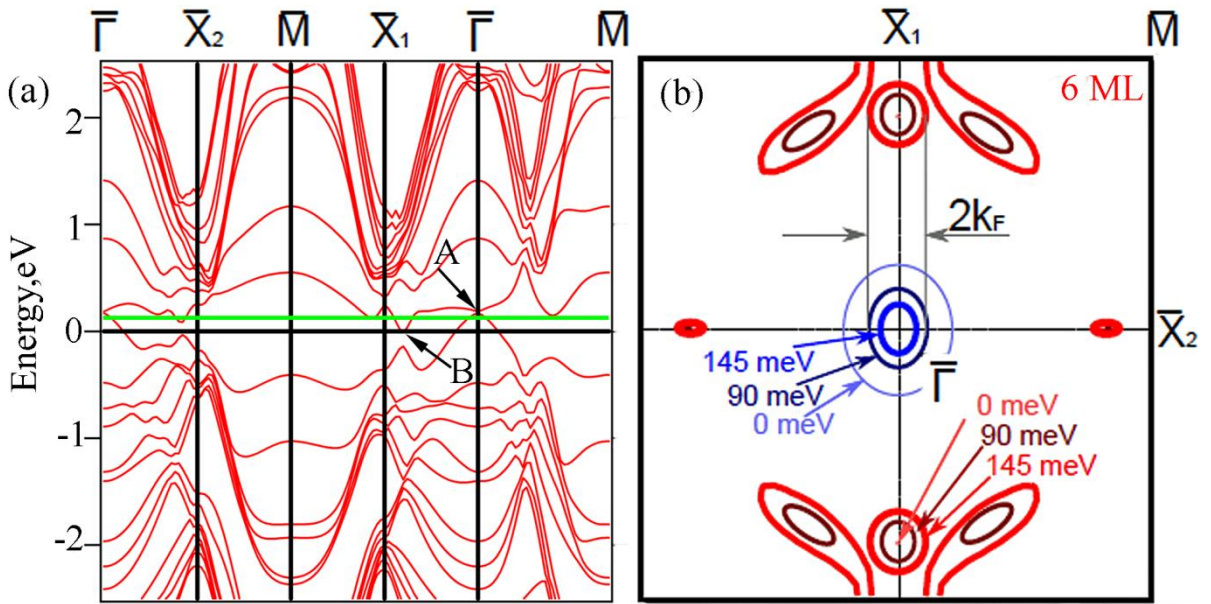 Γ̅ X̅₂ M̅ X̅₁ Γ̅ M̅ X̅₁ M̅
(a) (b) 6 ML
2
1
0
-1
-2
Energy,eV
A
B
2kF
X̅₂
Γ̅
145 meV
90 meV
0 meV
0 meV
90 meV
145 meV